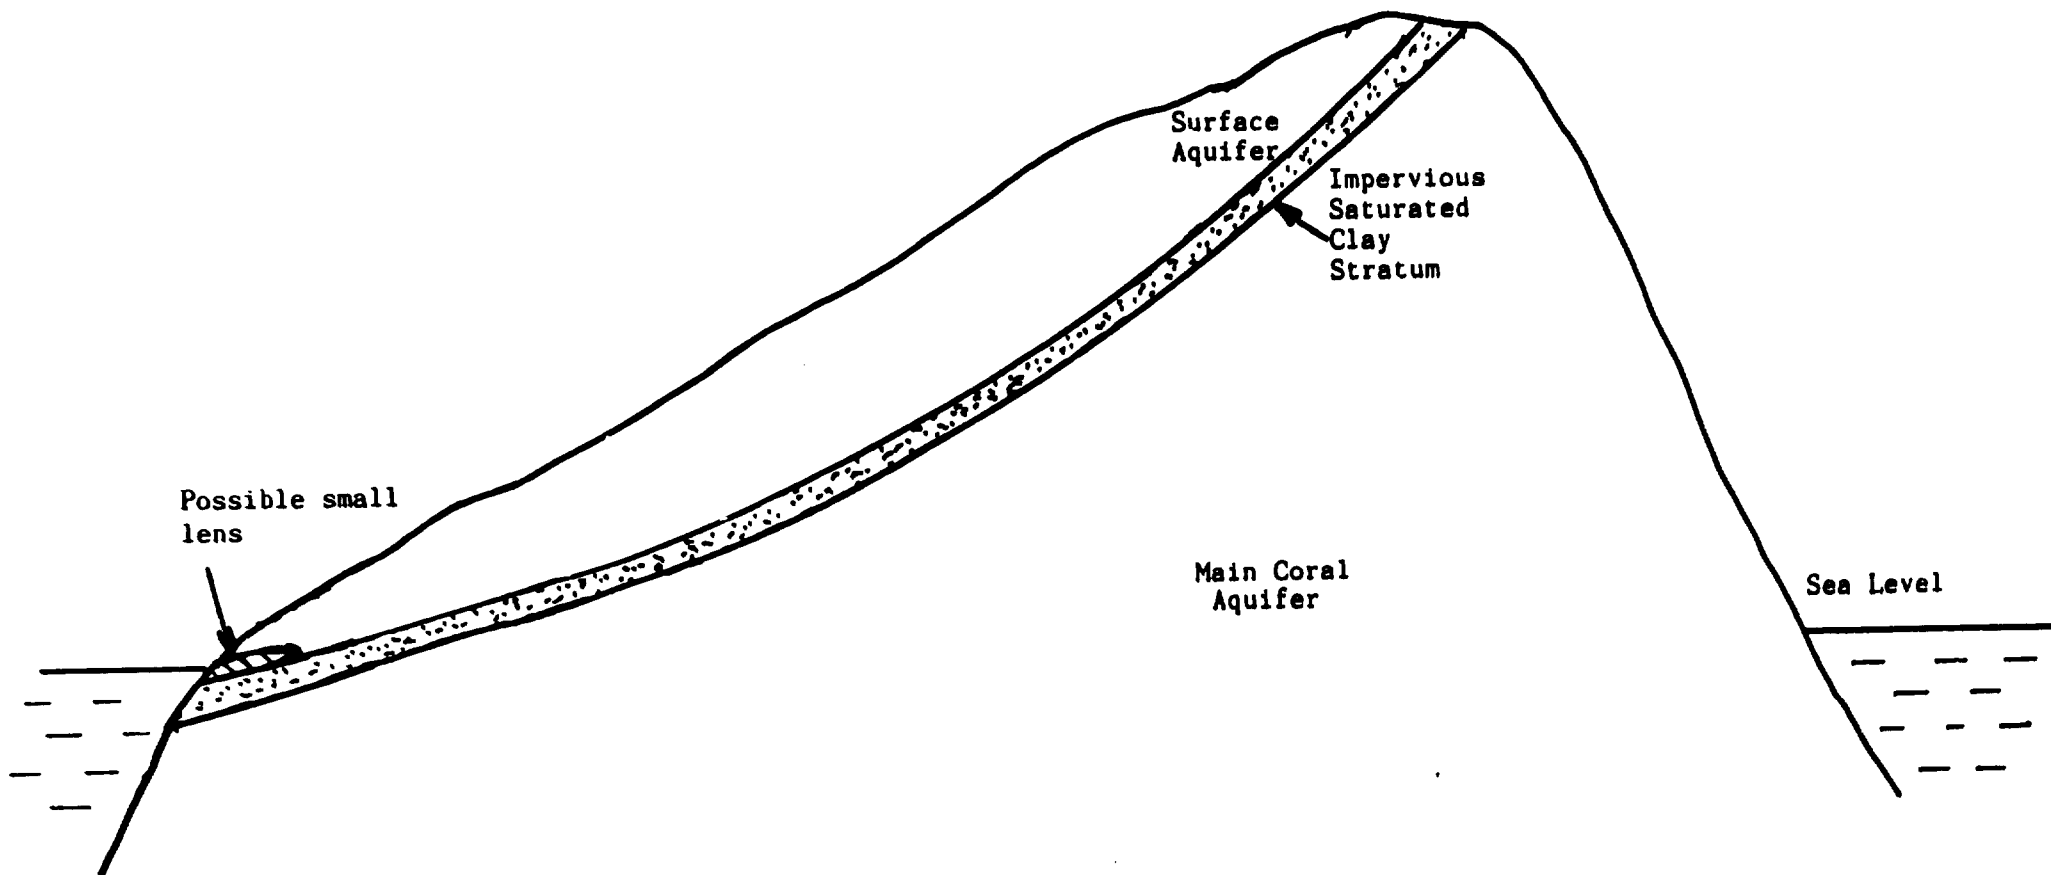 Surface
Aquifer
Impervious
Saturated
Clay
Stratum
Possible small
lens
Main Coral
Aquifer
Sea Level